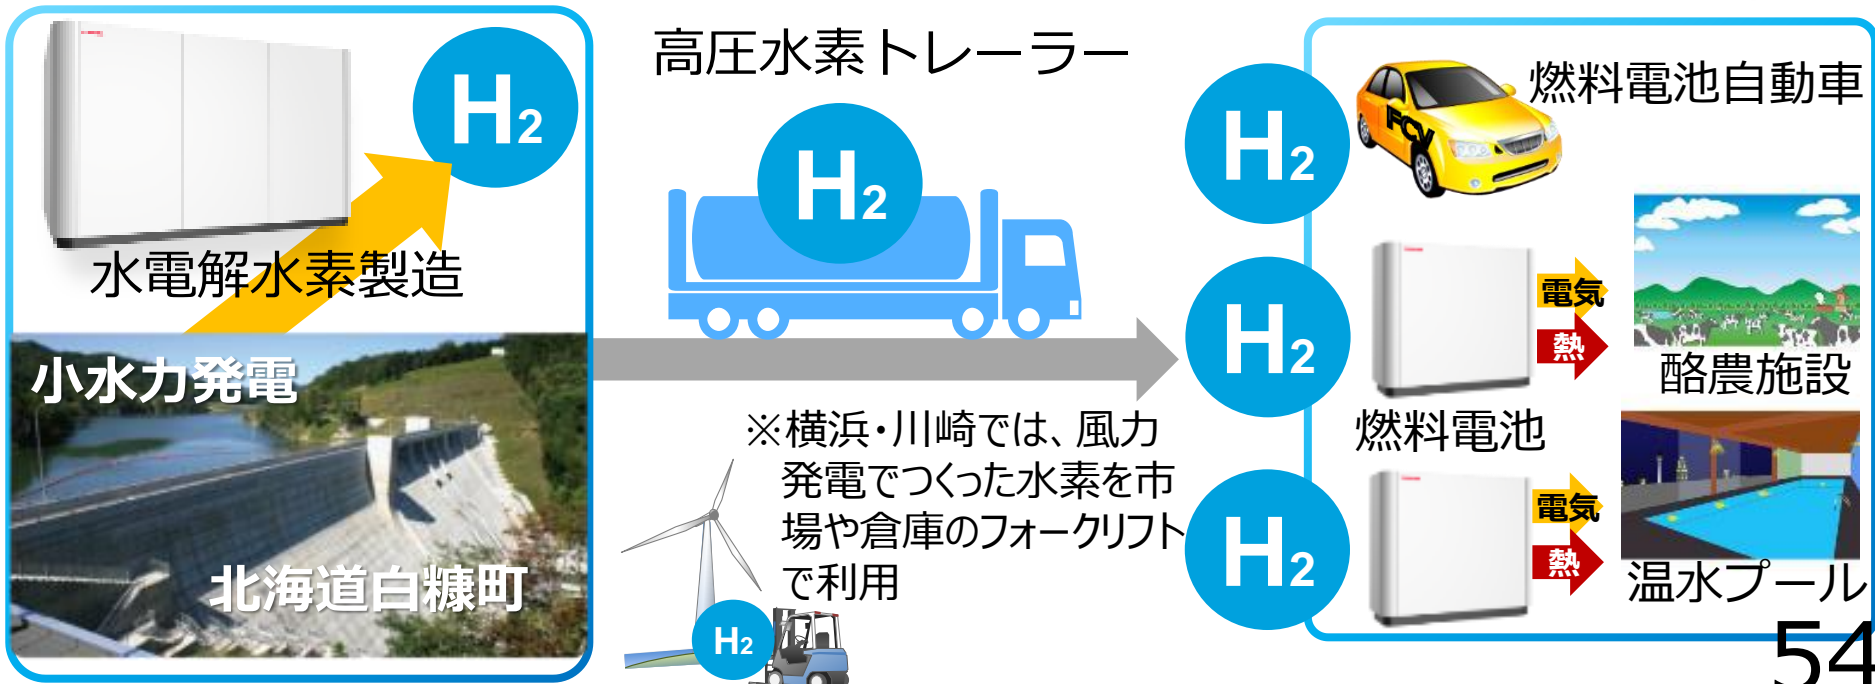 H2
水電解水素製造
小水力発電
北海道白糠町
高圧水素トレーラー
H2
※横浜・川崎では、風力
発電でつくった水素を市
場や倉庫のフォークリフト
で利用
H2
H2
FCV
燃料電池自動車
H2
電気
熱
酪農施設
燃料電池
H2
電気
熱
温水プール
54